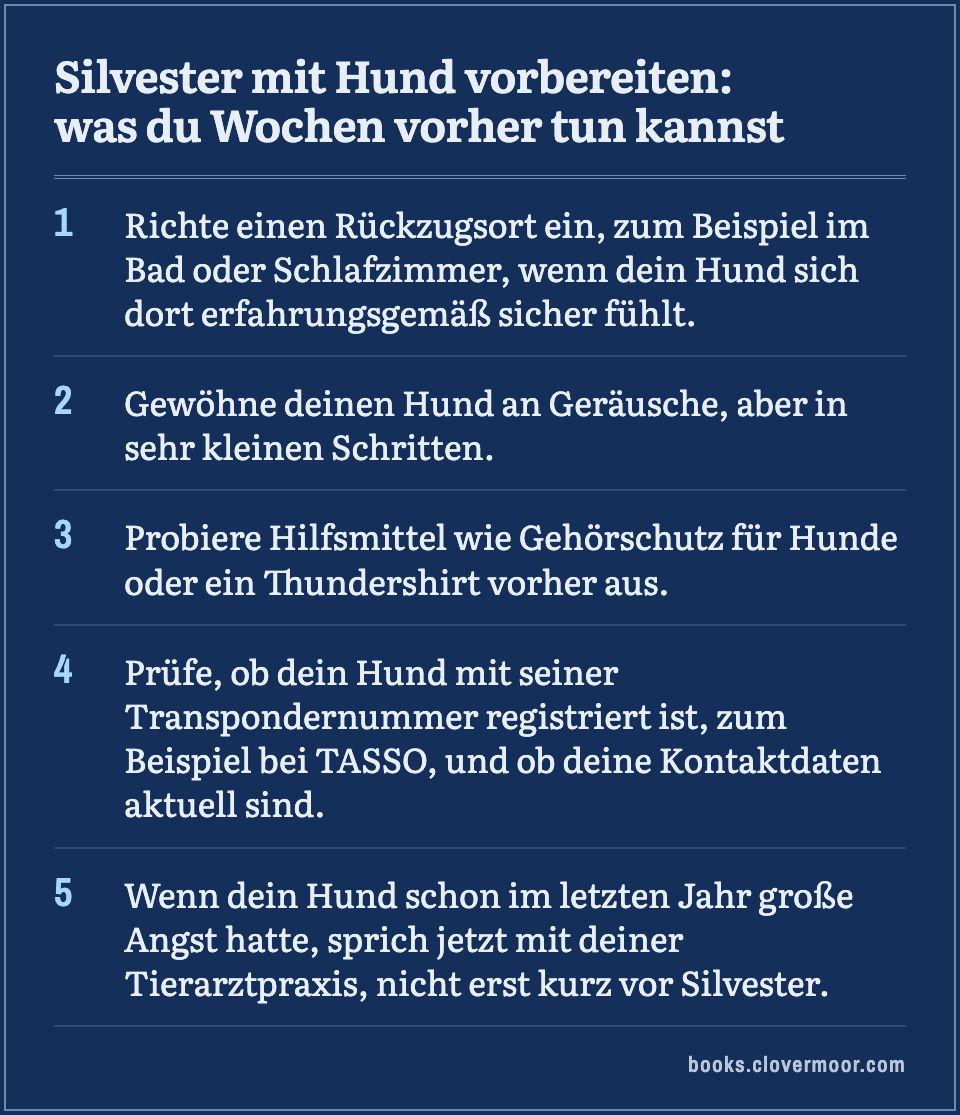 Silvester mit Hund vorbereiten:
was du Wochen vorher tun kannst
1 Richte einen Rückzugsort ein, zum Beispiel im
Bad oder Schlafzimmer, wenn dein Hund sich
dort erfahrungsgemäß sicher fühlt.
2 Gewöhne deinen Hund an Geräusche, aber in
sehr kleinen Schritten.
3 Probiere Hilfsmittel wie Gehörschutz für Hunde
oder ein Thundershirt vorher aus.
4 Prüfe, ob dein Hund mit seiner
Transpondernummer registriert ist, zum
Beispiel bei TASSO, und ob deine Kontaktdaten
aktuell sind.
5 Wenn dein Hund schon im letzten Jahr große
Angst hatte, sprich jetzt mit deiner
Tierarztpraxis, nicht erst kurz vor Silvester.
books.clovermoor.com